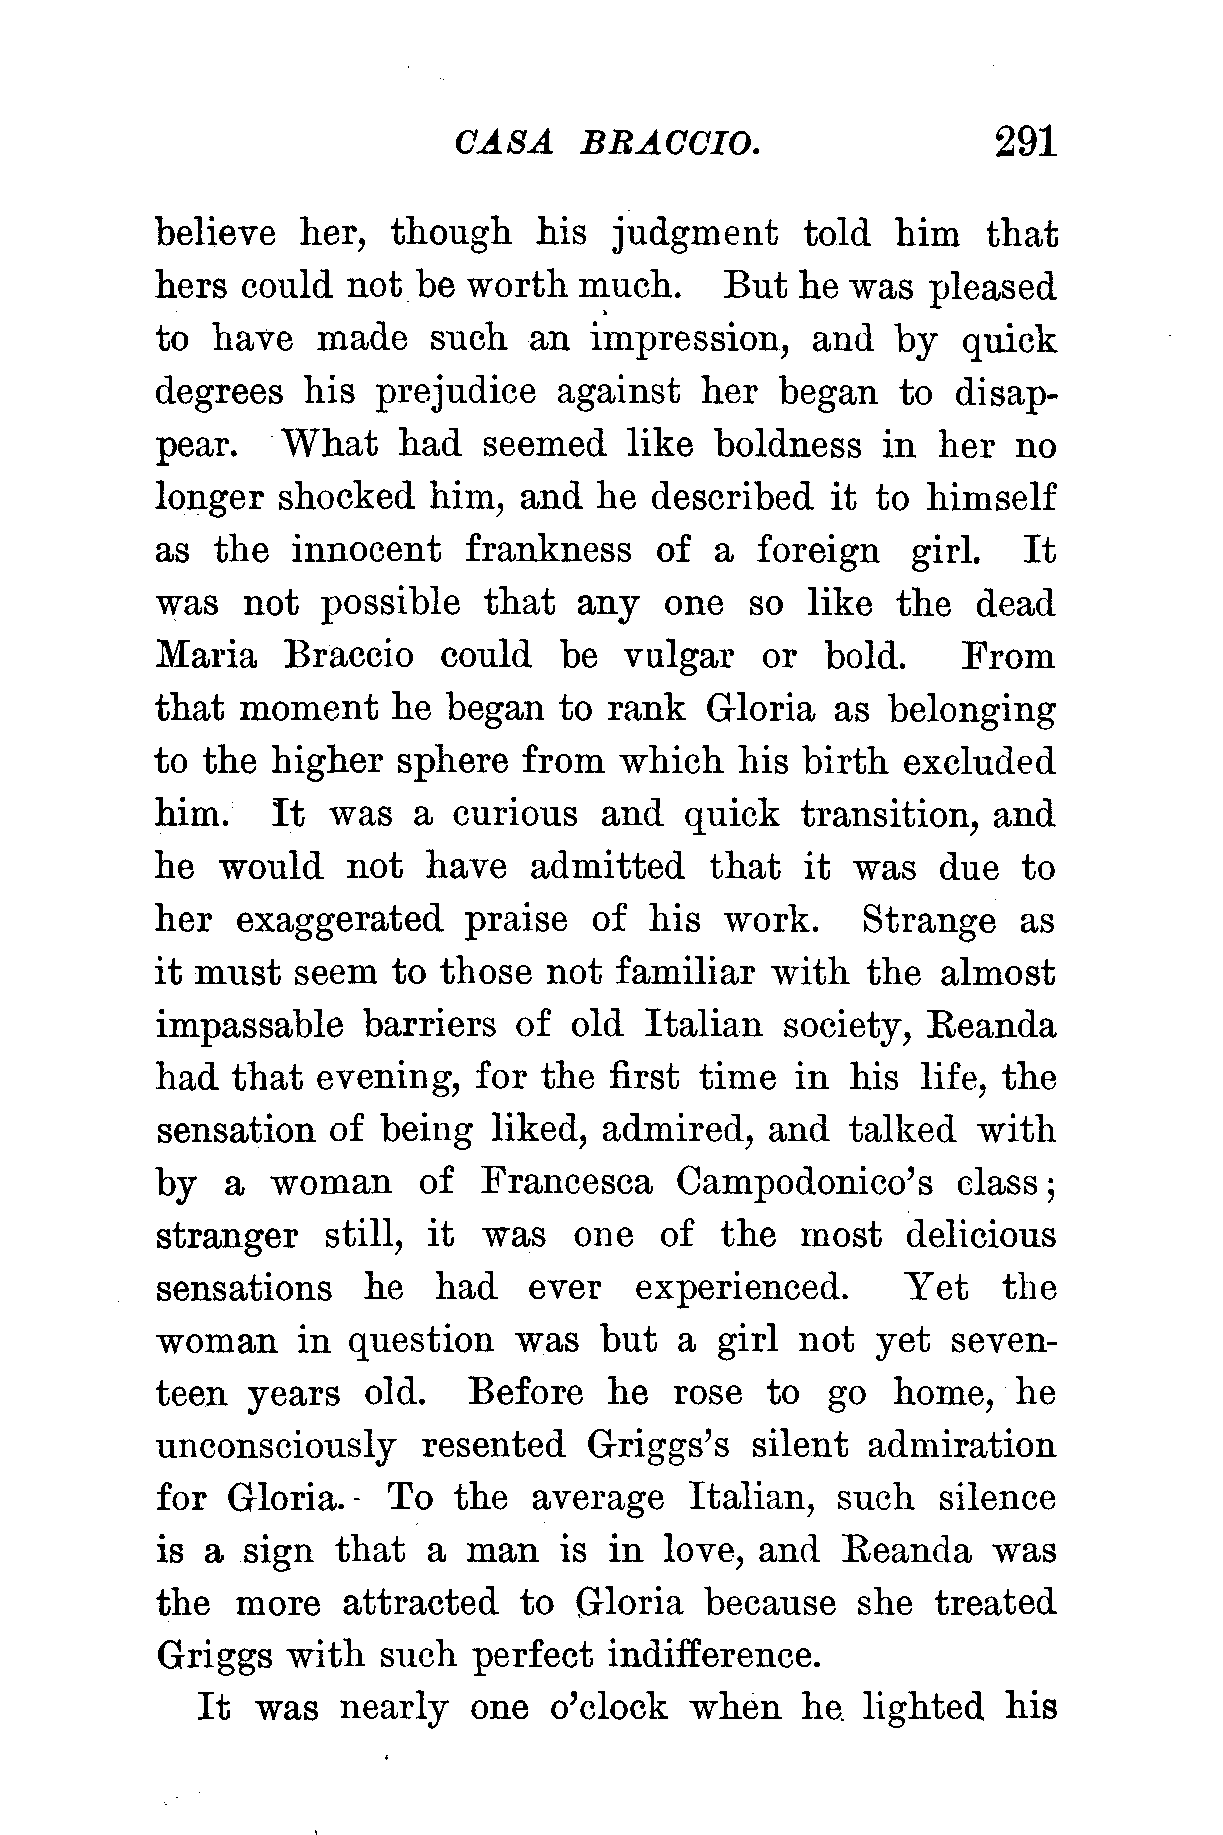 CASA BRACCIO. 291
believe her, though his judgment told him that
hers could not be worth much. But he was pleased
to have made such an impression, and by quick
degrees his prejudice against her began to disap-
pear. What had seemed like boldness in her no
longer shocked him, and he described it to himself
as the innocent frankness of a foreign girl. It
was not possible that any one so like the dead
Maria Braccio could be vulgar or bold. From
that moment he began to rank Gloria as belonging
to the higher sphere from which his birth excluded
him. It was a curious and quick transition, and
he would not have admitted that it was due to
her exaggerated praise of his work. Strange as
it must seem to those not familiar with the almost
impassable barriers of old Italian society, Reanda
had that evening, for the first time in his life, the
sensation of being liked, admired, and talked with
by a woman of Francesca Campodonico's class;
stranger still, it was one of the most delicious
sensations he had ever experienced. Yet the
woman in question was but a girl not yet seven-
teen years old. Before he rose to go home, he
unconsciously resented Griggs's silent admiration
for Gloria. To the average Italian, such silence
is a sign that a man is in love, and Reanda was
the more attracted to Gloria because she treated
Griggs with such perfect indifference.
It was nearly one o'clock when he lighted his